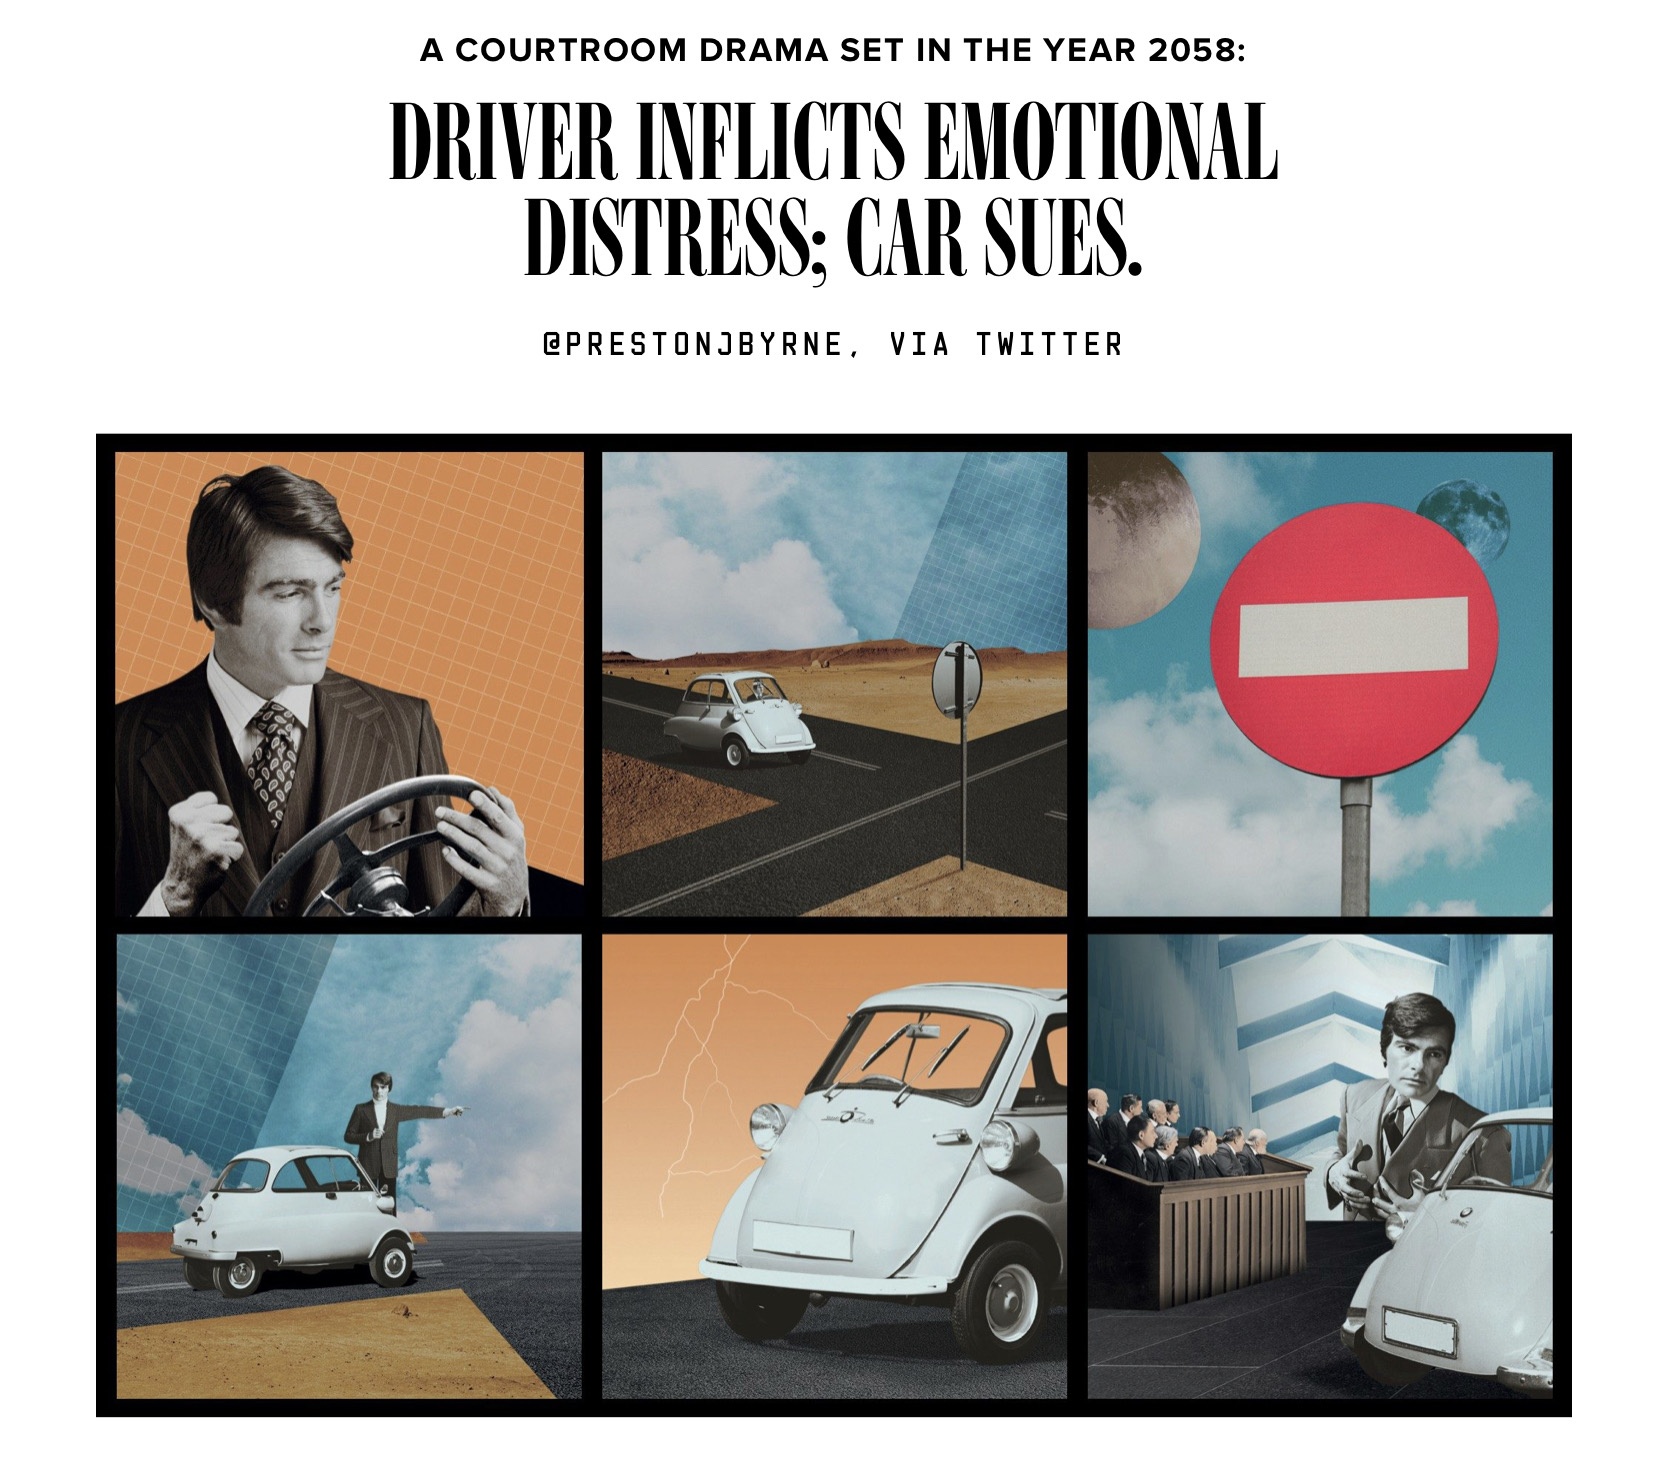 A COURTROOM DRAMA SET IN THE YEAR 2058:
DRIVER INFLICTS EMOTIONAL
DISTRESS; CAR SUES.
@PRESTONJBYRNE, VIA TWITTER